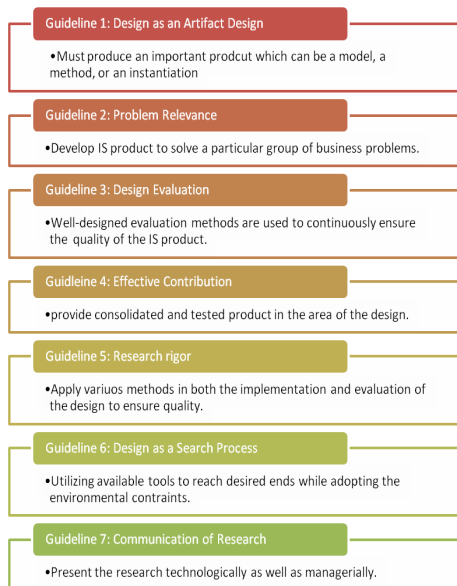 Guideline 1: Design as an Artifact Design
•Must produce an important prodcut which can be a model, a
method, or an instantiation
Guideline 2: Problem Relevance
•Develop IS product to solve a particular group of business problems.
Guideline 3: Design Evaluation
•Well-designed evaluation methods are used to continuously ensure
the quality of the IS product.
Guidleine 4: Effective Contribution
•provide consolidated and tested product in the area of the design.
Guideline 5: Research rigor
•Apply variuos methods in both the implementation and evaluation of
the design to ensure quality.
Guideline 6: Design as a Search Process
•Utilizing available tools to reach desired ends while adopting the
environmental contraints.
Guideline 7: Communication of Research
•Present the research technologically as well as managerially.